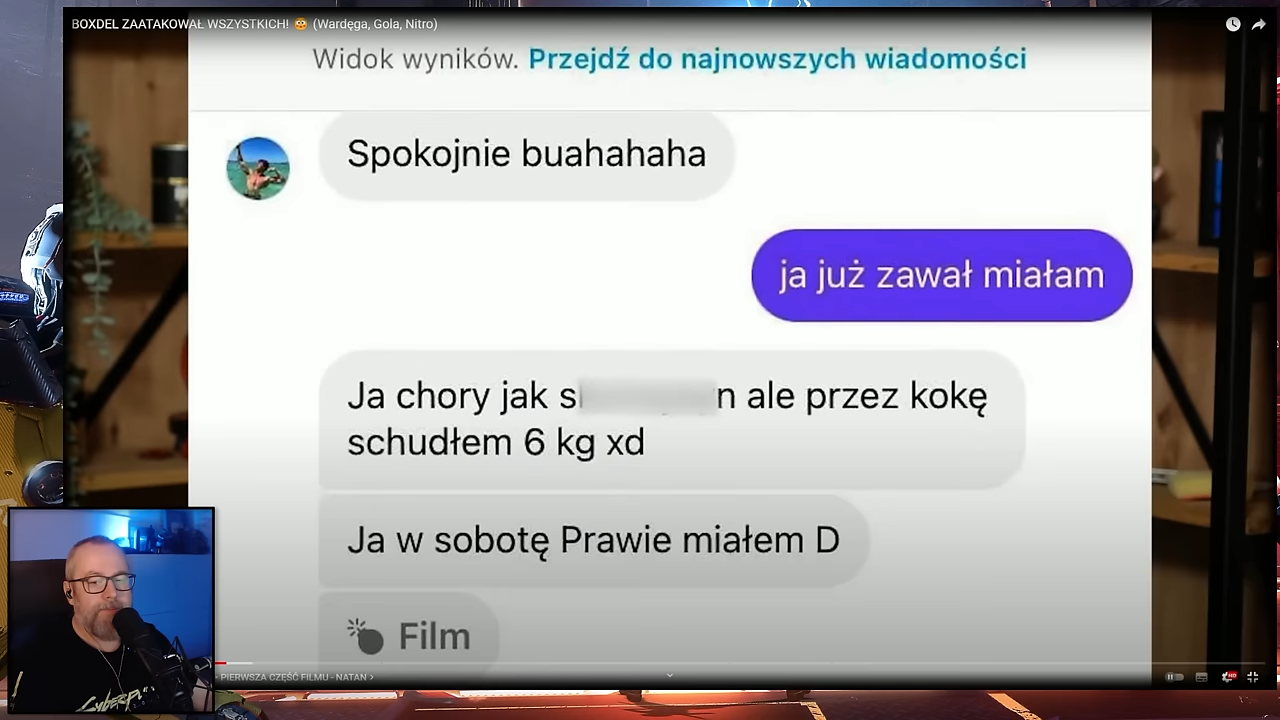 BOXDEL ZAATAKOWAŁ WSZYSTKICH! 😳 (Wardęga, Gola, Nitro)
Widok wyników. Przejdź do najnowszych wiadomości
Spokojnie buahahaha
ja już zawał miałam
Ja chory jak s n ale przez kokę
schudłem 6 kg xd
Ja w sobotę Prawie miałem D
💣 Film
PIERWSZA CZĘŚĆ FILMU - NATAN ›